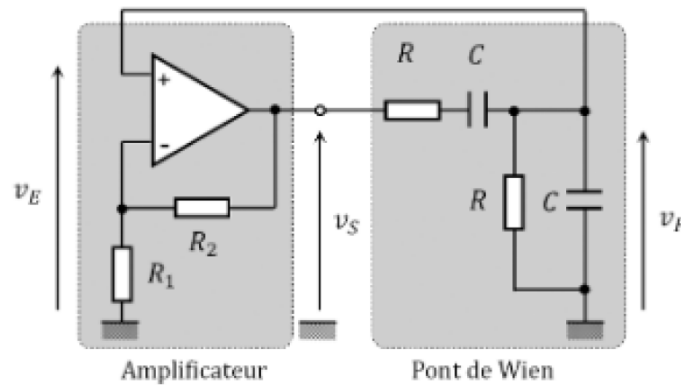 R C
+
-
v_E
R_2
v_S
R C
R_1
Amplificateur Pont de Wien